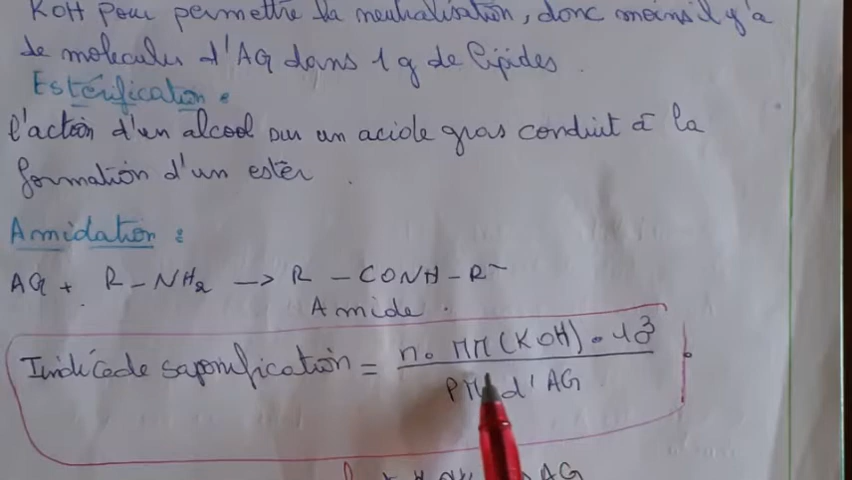 KOH pour permettre la neutralisation, donc moins il y'a
de molecules d'AG dans 1g de lipides.
Estérification :
l'action d'un alcool sur un acide gras conduit à la
formation d'un ester.
Amidation :
AG + R-NH2 -> R - CONH - R
Amide.
Indice de saponification = n. MM(KOH) . 10³
PM d'AG
AG